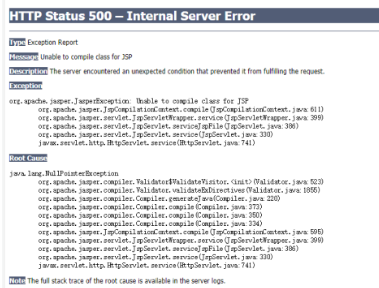 HTTP Status 500 – Internal Server Error
Type Exception Report
Message Unable to compile class for JSP
Description The server encountered an unexpected condition that prevented it from fulfilling the request.
Exception
org.apache.jasper.JasperException: Unable to compile class for JSP
org.apache.jasper.JspCompilationContext.compile(JspCompilationContext.java:611)
org.apache.jasper.servlet.JspServletWrapper.service(JspServletWrapper.java:399)
org.apache.jasper.servlet.JspServlet.serviceJspFile(JspServlet.java:386)
org.apache.jasper.servlet.JspServlet.service(JspServlet.java:330)
javax.servlet.http.HttpServlet.service(HttpServlet.java:741)
Root Cause
java.lang.NullPointerException
org.apache.jasper.compiler.Validator$ValidateVisitor.<init>(Validator.java:523)
org.apache.jasper.compiler.Validator.validateExDirectives(Validator.java:1855)
org.apache.jasper.compiler.Compiler.generateJava(Compiler.java:220)
org.apache.jasper.compiler.Compiler.compile(Compiler.java:373)
org.apache.jasper.compiler.Compiler.compile(Compiler.java:350)
org.apache.jasper.compiler.Compiler.compile(Compiler.java:334)
org.apache.jasper.JspCompilationContext.compile(JspCompilationContext.java:595)
org.apache.jasper.servlet.JspServletWrapper.service(JspServletWrapper.java:399)
org.apache.jasper.servlet.JspServlet.serviceJspFile(JspServlet.java:386)
org.apache.jasper.servlet.JspServlet.service(JspServlet.java:330)
javax.servlet.http.HttpServlet.service(HttpServlet.java:741)
Note The full stack trace of the root cause is available in the server logs.